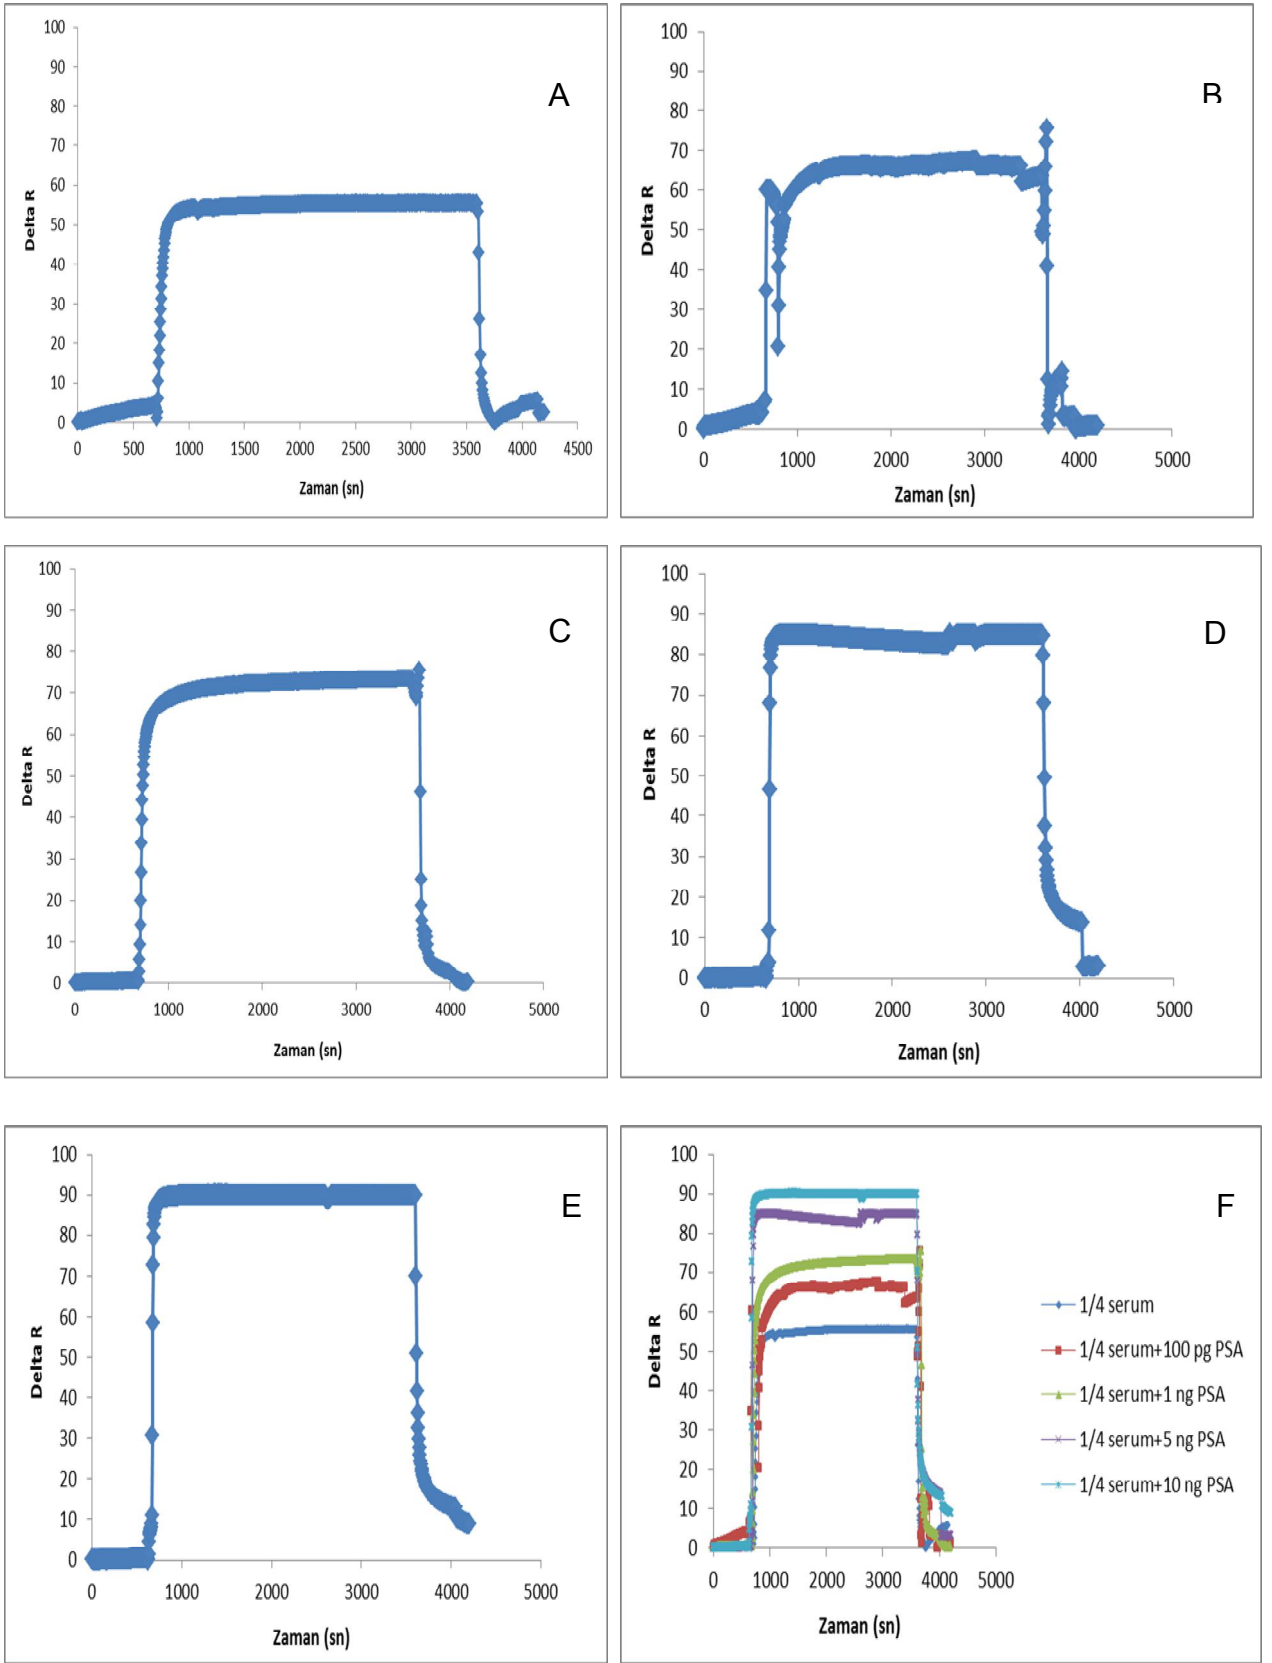 A
100
90
80
70
60
50
40
30
20
10
0
Delta R
0 500 1000 1500 2000 2500 3000 3500 4000 4500
Zaman (sn)
B
100
90
80
70
60
50
40
30
20
10
0
Delta R
0 1000 2000 3000 4000 5000
Zaman (sn)
C
100
90
80
70
60
50
40
30
20
10
0
Delta R
0 1000 2000 3000 4000 5000
Zaman (sn)
D
100
90
80
70
60
50
40
30
20
10
0
Delta R
0 1000 2000 3000 4000 5000
Zaman (sn)
E
100
90
80
70
60
50
40
30
20
10
0
Delta R
0 1000 2000 3000 4000 5000
Zaman (sn)
F
100
90
80
70
60
50
40
30
20
10
0
Delta R
0 1000 2000 3000 4000 5000
Zaman (sn)
1/4 serum
1/4 serum+100 pg PSA
1/4 serum+1 ng PSA
1/4 serum+5 ng PSA
1/4 serum+10 ng PSA